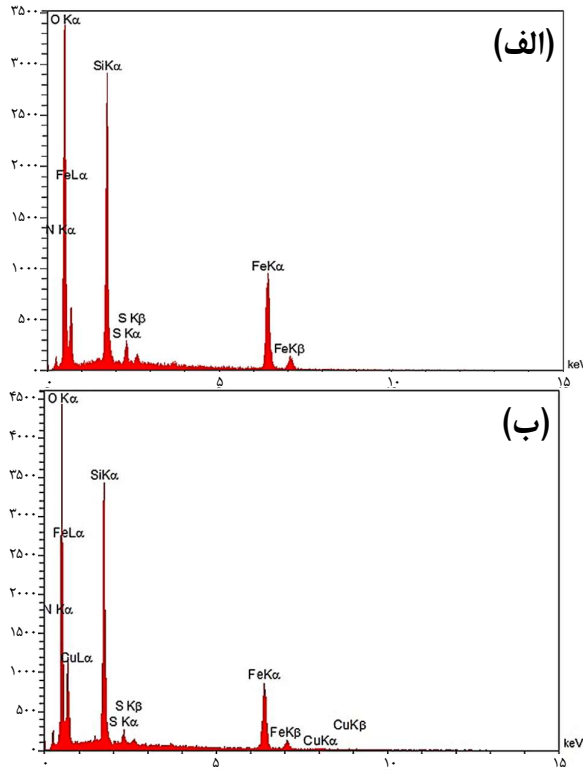 ۳۵۰۰
O Kα
(الف)
۳۰۰۰
SiKα
۲۵۰۰
۲۰۰۰
FeLα
۱۵۰۰
N Kα
۱۰۰۰
FeKα
۵۰۰
S Kβ
S Kα
FeKβ
۰ ۵ ۱۰ ۱۵
keV
۴۵۰۰
O Kα
(ب)
۴۰۰۰
۳۵۰۰
SiKα
۳۰۰۰
FeLα
۲۵۰۰
۲۰۰۰
N Kα
۱۵۰۰
CuLα
۱۰۰۰
FeKα
۵۰۰
S Kβ
S Kα
FeKβ
CuKβ
CuKα
۰ ۵ ۱۰ ۱۵
keV